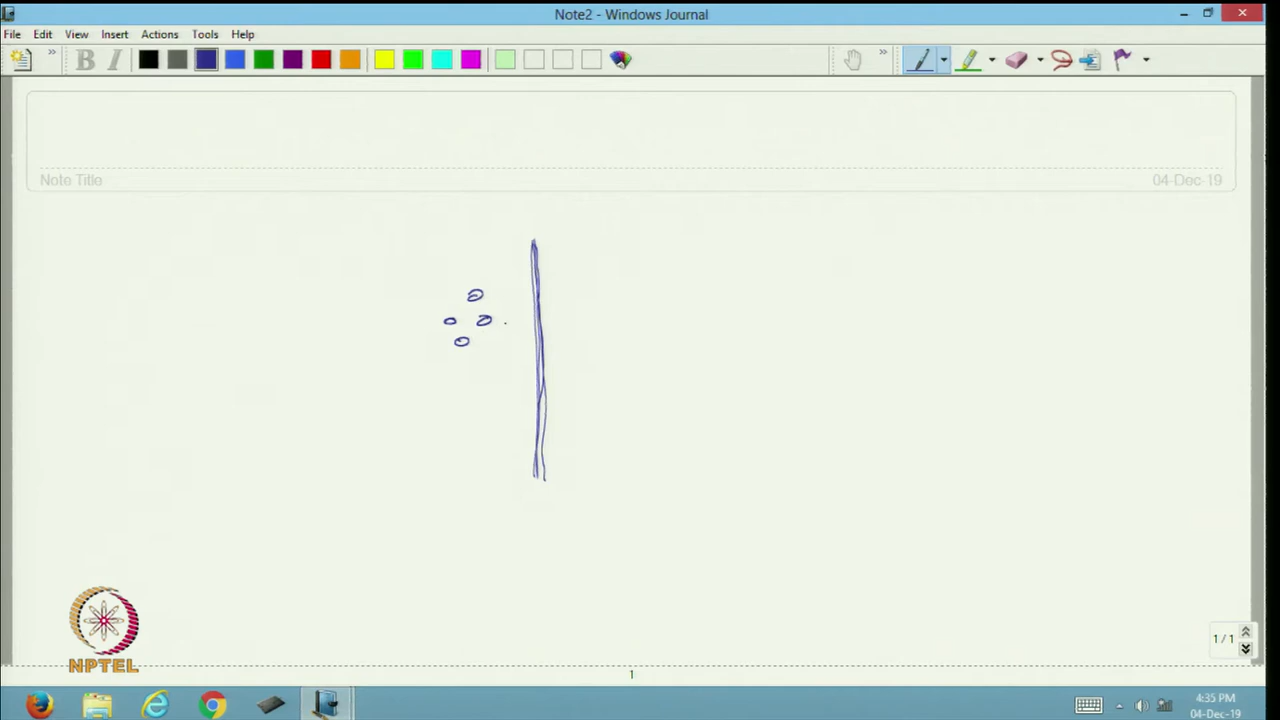 Note2 - Windows Journal
File Edit View Insert Actions Tools Help
B I
Note Title
04-Dec-19
1 / 1
NPTEL
1
4:35 PM
04-Dec-19